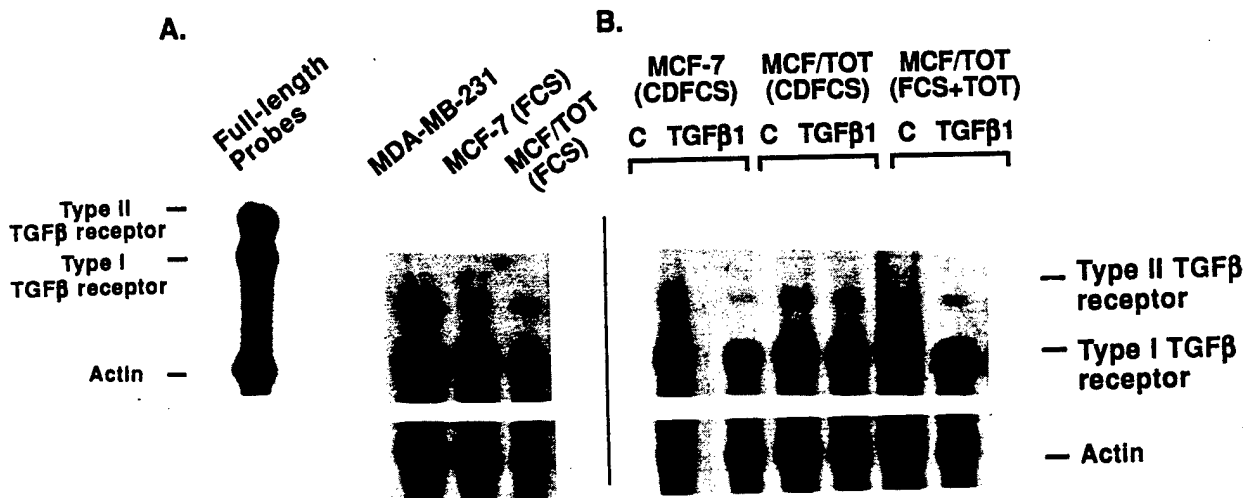 A.
Full-length
Probes
MDA-MB-231
MCF-7 (FCS)
MCF/TOT
(FCS)
Type II
TGFβ receptor
Type I
TGFβ receptor
Actin
B.
MCF-7
(CDFCS)
MCF/TOT
(CDFCS)
MCF/TOT
(FCS+TOT)
C TGFβ1
C TGFβ1
C TGFβ1
Type II TGFβ
receptor
Type I TGFβ
receptor
Actin